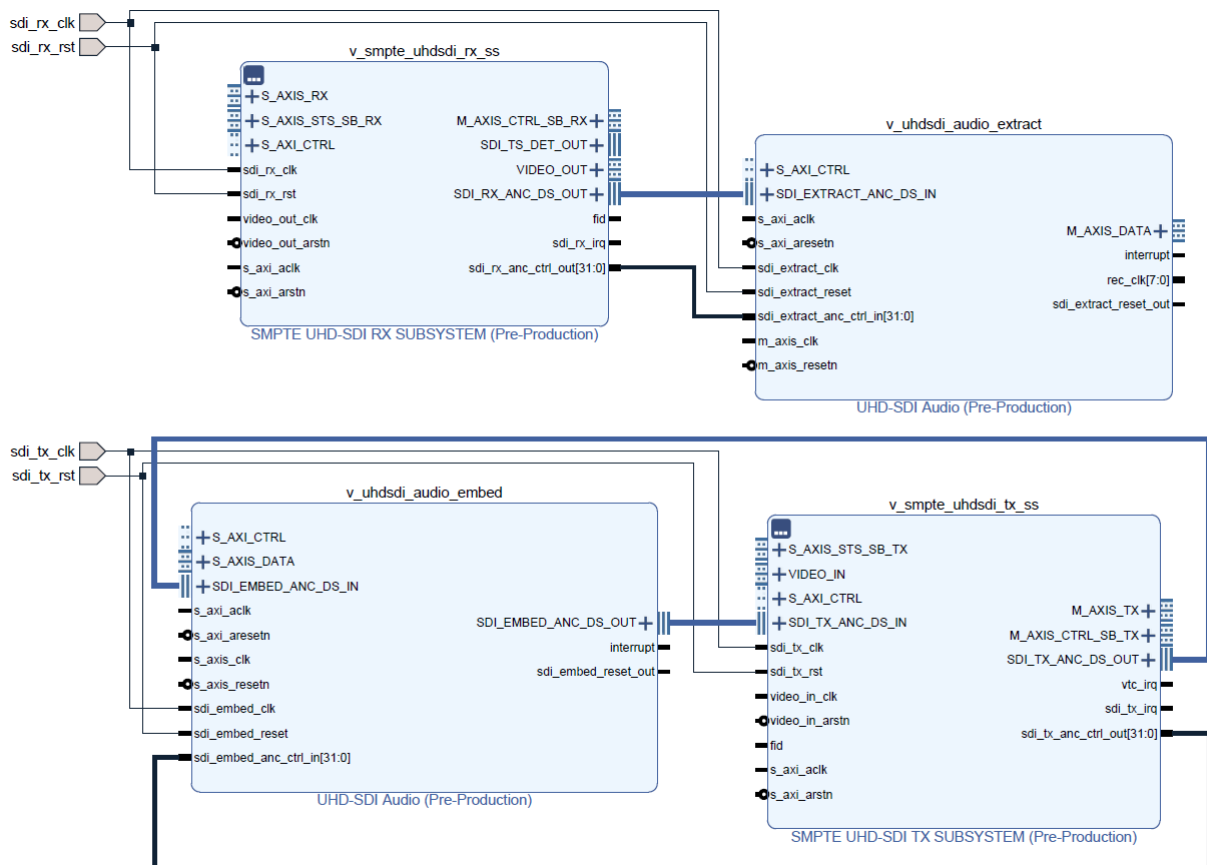 sdi_rx_clk
sdi_rx_rst
v_smpte_uhdsdi_rx_ss
S_AXIS_RX
S_AXIS_STS_SB_RX
S_AXI_CTRL
sdi_rx_clk
sdi_rx_rst
video_out_clk
video_out_arstn
s_axi_aclk
s_axi_arstn
M_AXIS_CTRL_SB_RX
SDI_TS_DET_OUT
VIDEO_OUT
SDI_RX_ANC_DS_OUT
fid
sdi_rx_irq
sdi_rx_anc_ctrl_out[31:0]
SMPTE UHD-SDI RX SUBSYSTEM (Pre-Production)
v_uhdsdi_audio_extract
S_AXI_CTRL
SDI_EXTRACT_ANC_DS_IN
s_axi_aclk
s_axi_aresetn
sdi_extract_clk
sdi_extract_reset
sdi_extract_anc_ctrl_in[31:0]
m_axis_clk
m_axis_resetn
M_AXIS_DATA
interrupt
rec_clk[7:0]
sdi_extract_reset_out
UHD-SDI Audio (Pre-Production)
sdi_tx_clk
sdi_tx_rst
v_uhdsdi_audio_embed
S_AXI_CTRL
S_AXIS_DATA
SDI_EMBED_ANC_DS_IN
s_axi_aclk
s_axi_aresetn
s_axis_clk
s_axis_resetn
sdi_embed_clk
sdi_embed_reset
sdi_embed_anc_ctrl_in[31:0]
SDI_EMBED_ANC_DS_OUT
interrupt
sdi_embed_reset_out
UHD-SDI Audio (Pre-Production)
v_smpte_uhdsdi_tx_ss
S_AXIS_STS_SB_TX
VIDEO_IN
S_AXI_CTRL
SDI_TX_ANC_DS_IN
sdi_tx_clk
sdi_tx_rst
video_in_clk
video_in_arstn
fid
s_axi_aclk
s_axi_arstn
M_AXIS_TX
M_AXIS_CTRL_SB_TX
SDI_TX_ANC_DS_OUT
vtc_irq
sdi_tx_irq
sdi_tx_anc_ctrl_out[31:0]
SMPTE UHD-SDI TX SUBSYSTEM (Pre-Production)